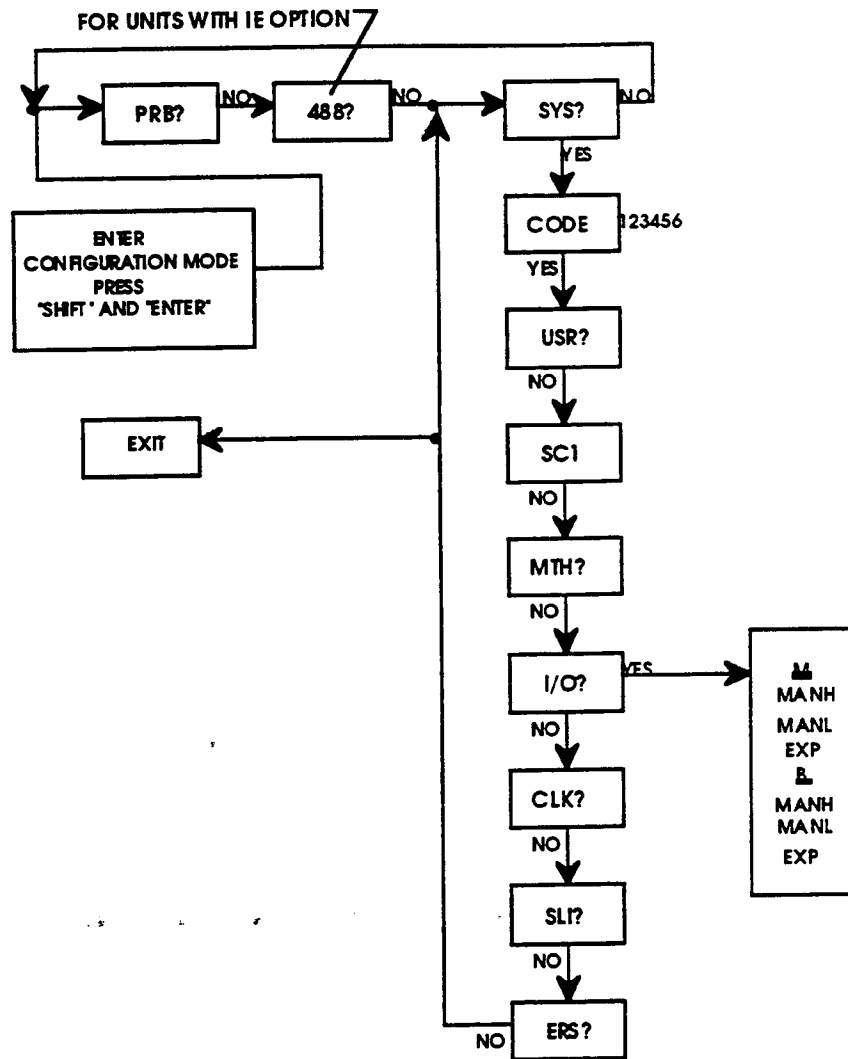 FOR UNITS WITH IE OPTION
PRB?
NO
488?
NO
SYS?
NO
YES
ENTER
CONFIGURATION MODE
PRESS
"SHIFT" AND "ENTER"
CODE
123456
YES
USR?
NO
EXIT
SC1
NO
MTH?
NO
I/O?
YES
M
MANH
MANL
EXP
B
MANH
MANL
EXP
NO
CLK?
NO
SLI?
NO
ERS?
NO